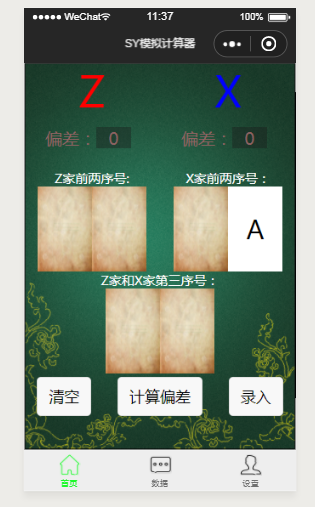 WeChat 11:37 100%
SY模拟计算器
Z X
偏差：0 偏差：0
Z家前两序号: X家前两序号：
A
Z家和X家第三序号：
清空 计算偏差 录入
首页 数据 设置